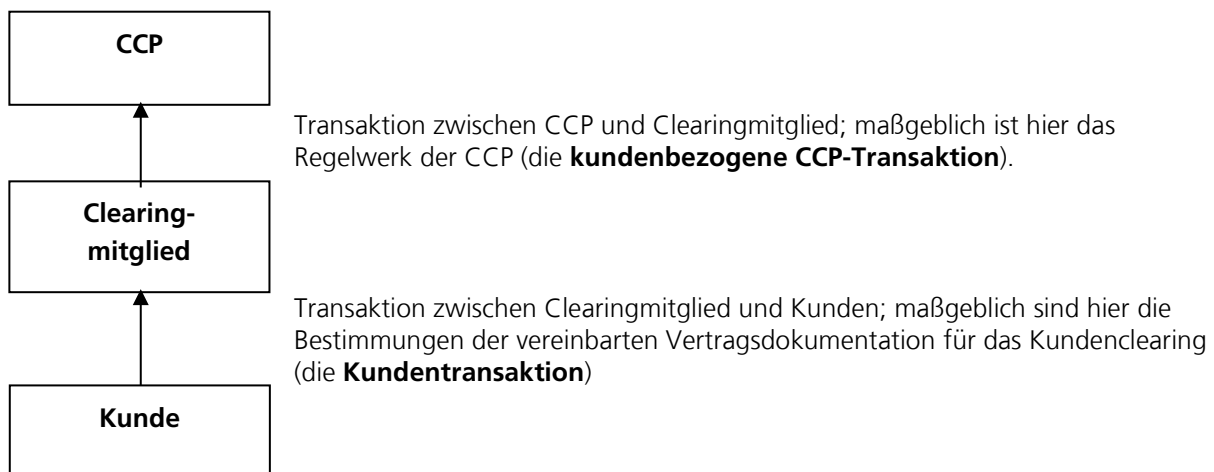 CCP
Transaktion zwischen CCP und Clearingmitglied; maßgeblich ist hier das
Regelwerk der CCP (die kundenbezogene CCP-Transaktion).
Clearing-
mitglied
Transaktion zwischen Clearingmitglied und Kunden; maßgeblich sind hier die
Bestimmungen der vereinbarten Vertragsdokumentation für das Kundenclearing
(die Kundentransaktion)
Kunde